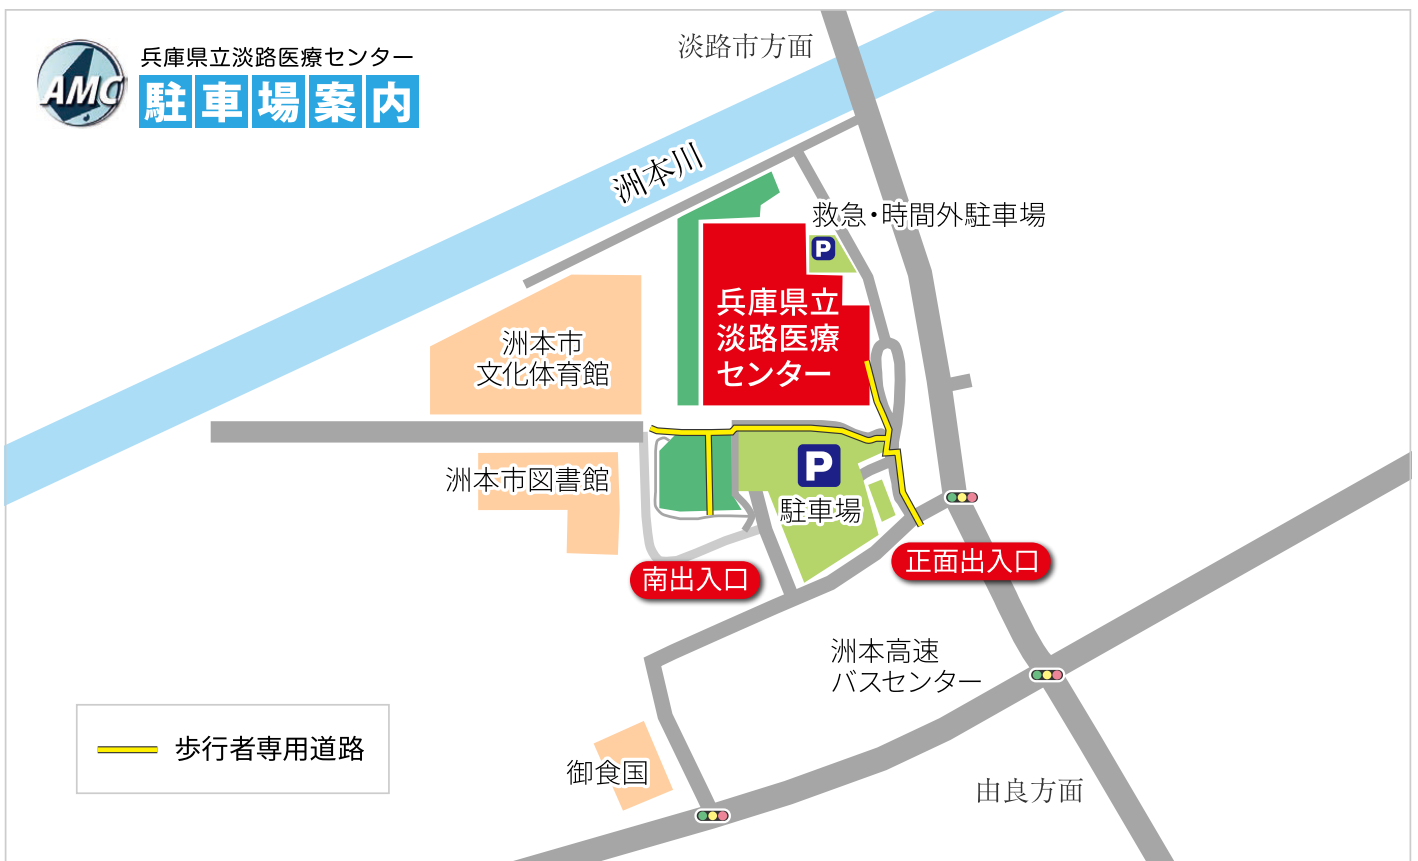 AMC
兵庫県立淡路医療センター
駐車場案内
淡路市方面
洲本川
救急・時間外駐車場
P
兵庫県立
淡路医療
センター
洲本市
文化体育館
洲本市図書館
P
駐車場
正面出入口
南出入口
洲本高速
バスセンター
歩行者専用道路
御食国
由良方面